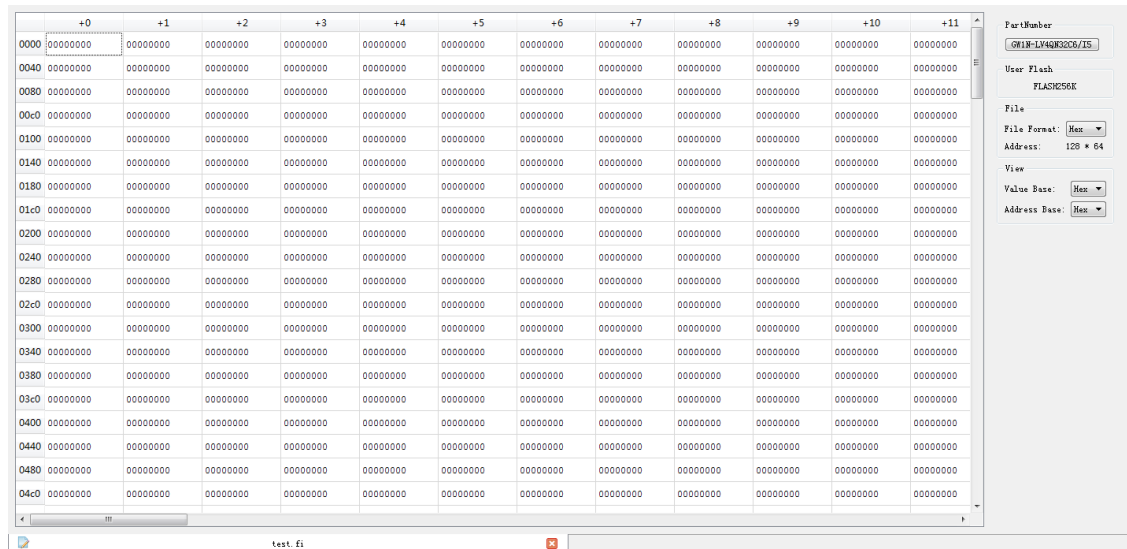 +0 +1 +2 +3 +4 +5 +6 +7 +8 +9 +10 +11
0000 00000000 00000000 00000000 00000000 00000000 00000000 00000000 00000000 00000000 00000000 00000000 00000000
0040 00000000 00000000 00000000 00000000 00000000 00000000 00000000 00000000 00000000 00000000 00000000 00000000
0080 00000000 00000000 00000000 00000000 00000000 00000000 00000000 00000000 00000000 00000000 00000000 00000000
00c0 00000000 00000000 00000000 00000000 00000000 00000000 00000000 00000000 00000000 00000000 00000000 00000000
0100 00000000 00000000 00000000 00000000 00000000 00000000 00000000 00000000 00000000 00000000 00000000 00000000
0140 00000000 00000000 00000000 00000000 00000000 00000000 00000000 00000000 00000000 00000000 00000000 00000000
0180 00000000 00000000 00000000 00000000 00000000 00000000 00000000 00000000 00000000 00000000 00000000 00000000
01c0 00000000 00000000 00000000 00000000 00000000 00000000 00000000 00000000 00000000 00000000 00000000 00000000
0200 00000000 00000000 00000000 00000000 00000000 00000000 00000000 00000000 00000000 00000000 00000000 00000000
0240 00000000 00000000 00000000 00000000 00000000 00000000 00000000 00000000 00000000 00000000 00000000 00000000
0280 00000000 00000000 00000000 00000000 00000000 00000000 00000000 00000000 00000000 00000000 00000000 00000000
02c0 00000000 00000000 00000000 00000000 00000000 00000000 00000000 00000000 00000000 00000000 00000000 00000000
0300 00000000 00000000 00000000 00000000 00000000 00000000 00000000 00000000 00000000 00000000 00000000 00000000
0340 00000000 00000000 00000000 00000000 00000000 00000000 00000000 00000000 00000000 00000000 00000000 00000000
0380 00000000 00000000 00000000 00000000 00000000 00000000 00000000 00000000 00000000 00000000 00000000 00000000
03c0 00000000 00000000 00000000 00000000 00000000 00000000 00000000 00000000 00000000 00000000 00000000 00000000
0400 00000000 00000000 00000000 00000000 00000000 00000000 00000000 00000000 00000000 00000000 00000000 00000000
0440 00000000 00000000 00000000 00000000 00000000 00000000 00000000 00000000 00000000 00000000 00000000 00000000
0480 00000000 00000000 00000000 00000000 00000000 00000000 00000000 00000000 00000000 00000000 00000000 00000000
04c0 00000000 00000000 00000000 00000000 00000000 00000000 00000000 00000000 00000000 00000000 00000000 00000000
PartNumber
GW1N-LV4QN32C6/I5
User Flash
FLASH256K
File
File Format: Hex
Address: 128 * 64
View
Value Base: Hex
Address Base: Hex
test.fi